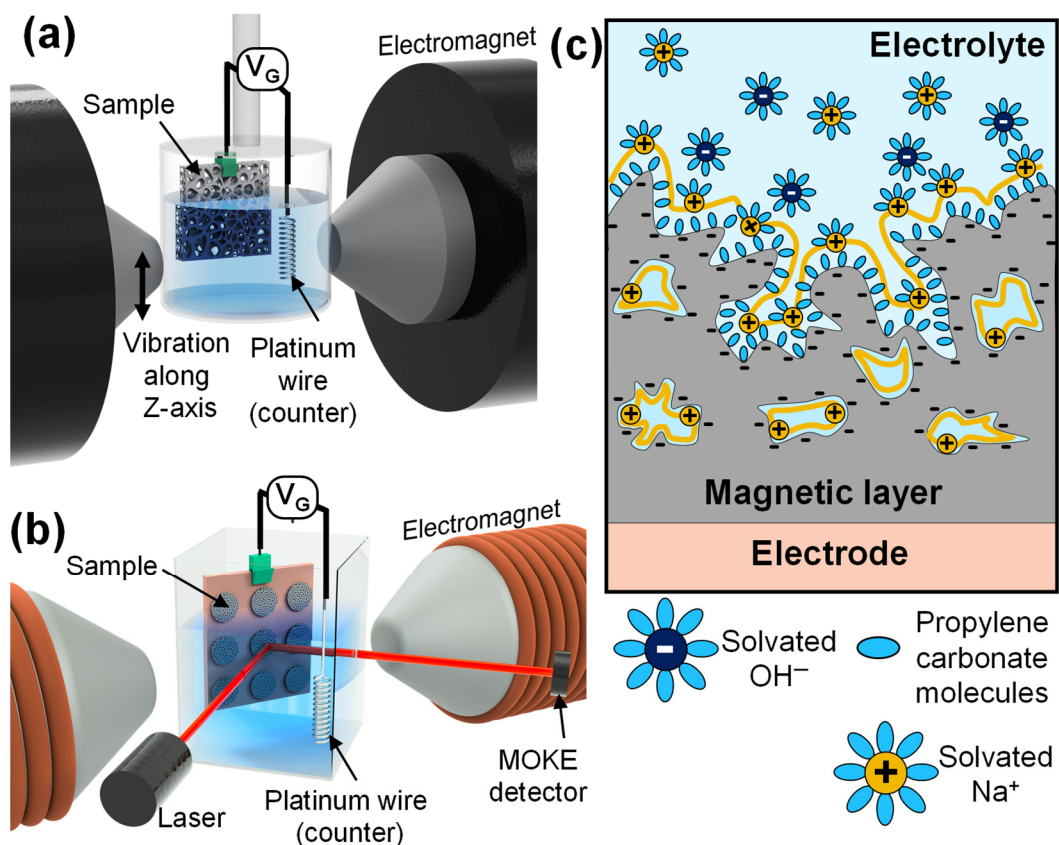 (a)
Electromagnet
V_G
Sample
Vibration
along
Z-axis
Platinum
wire
(counter)
(b)
Electromagnet
V_G
Sample
Laser
Platinum wire
(counter)
MOKE
detector
(c)
Electrolyte
Magnetic layer
Electrode
Solvated
OH⁻
Propylene
carbonate
molecules
Solvated
Na⁺